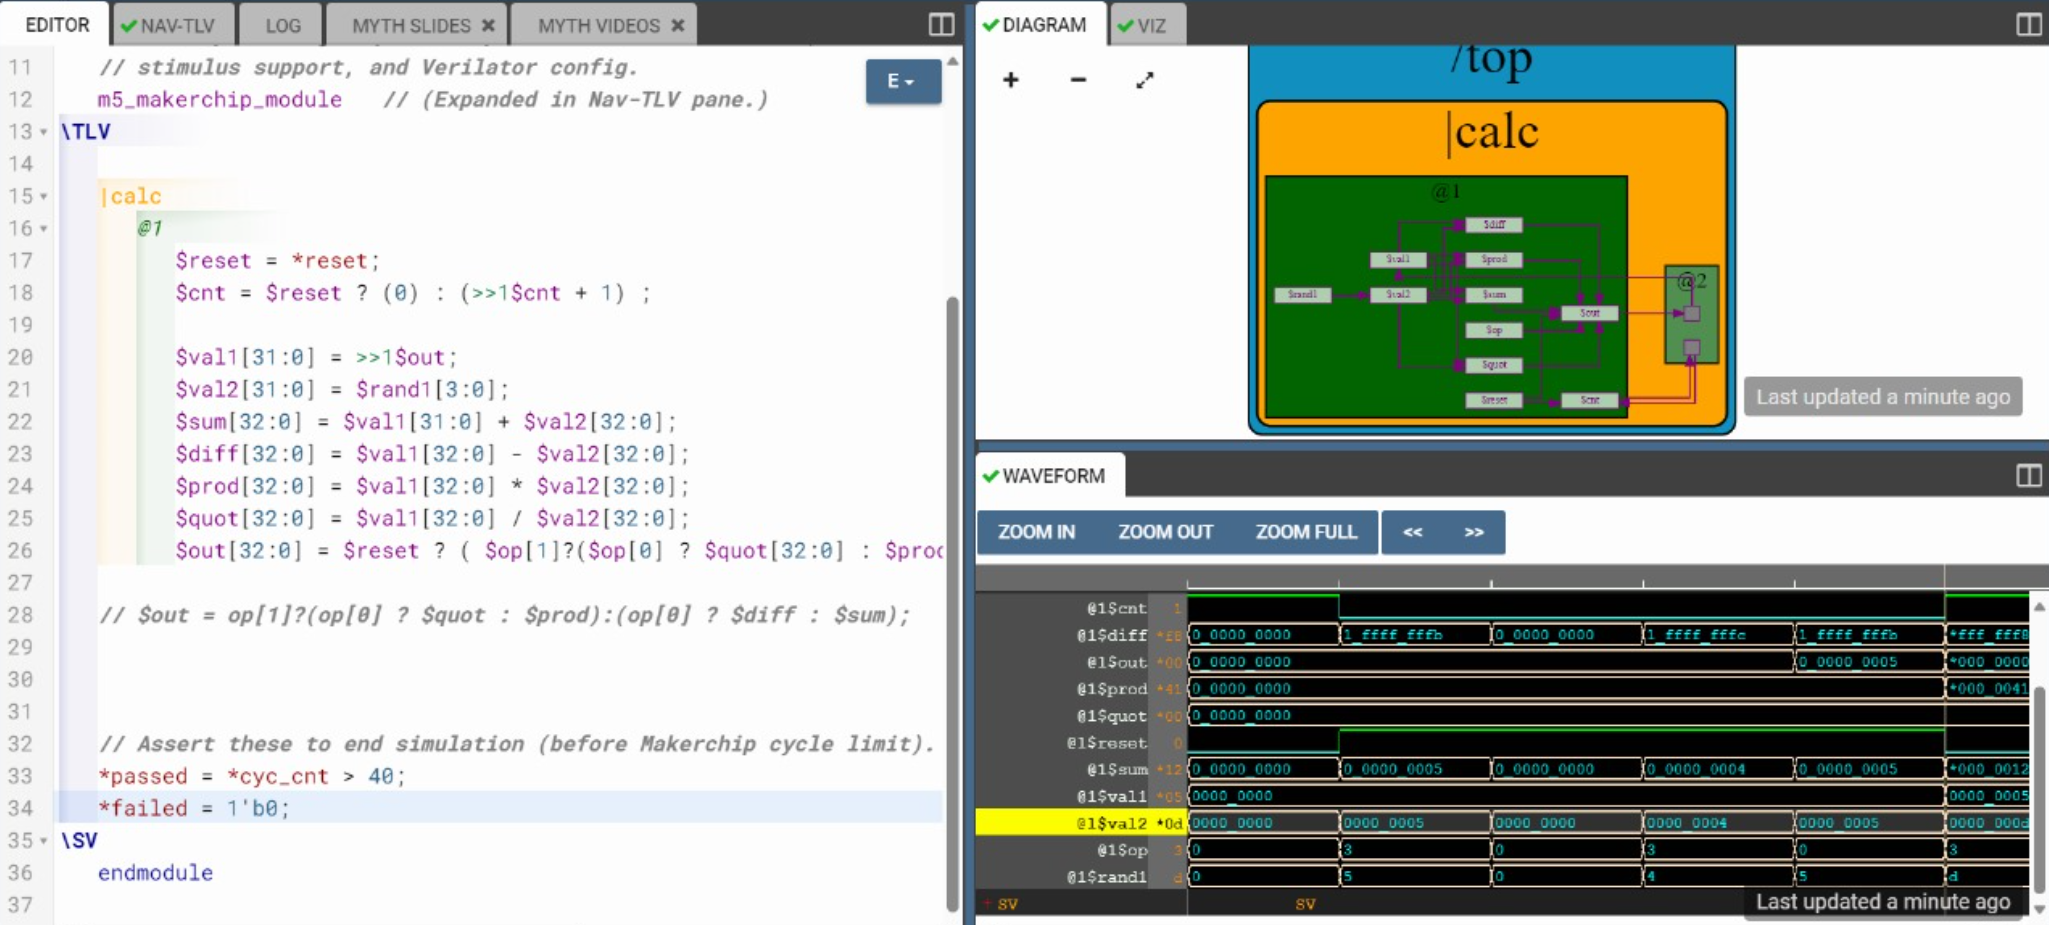 EDITOR NAV-TLV LOG MYTH SLIDES MYTH VIDEOS
11 // stimulus support, and Verilator config.
12 m5_makerchip_module // (Expanded in Nav-TLV pane.)
13 \TLV
14
15 |calc
16 @1
17 $reset = *reset;
18 $cnt = $reset ? (0) : (>>1$cnt + 1) ;
19
20 $val1[31:0] = >>1$out;
21 $val2[31:0] = $rand1[3:0];
22 $sum[32:0] = $val1[31:0] + $val2[32:0];
23 $diff[32:0] = $val1[32:0] - $val2[32:0];
24 $prod[32:0] = $val1[32:0] * $val2[32:0];
25 $quot[32:0] = $val1[32:0] / $val2[32:0];
26 $out[32:0] = $reset ? ( $op[1]?($op[0] ? $quot[32:0] : $proc
27
28 // $out = op[1]?(op[0] ? $quot : $prod):(op[0] ? $diff : $sum);
29
30
31
32 // Assert these to end simulation (before Makerchip cycle limit).
33 *passed = *cyc_cnt > 40;
34 *failed = 1'b0;
35 \SV
36 endmodule
37
E
DIAGRAM VIZ
+ −
/top
|calc
@1
$diff
$val1 $prod
@2
$rand1 $val2 $sum
$out
$op
$quot
$reset $cnt
Last updated a minute ago
WAVEFORM
ZOOM IN ZOOM OUT ZOOM FULL << >>
@1$cnt 1
@1$diff *f8 0_0000_0000 1_ffff_fffb 0_0000_0000 1_ffff_fffc 1_ffff_fffb *fff_fff8
@1$out *00 0_0000_0000 0_0000_0005 *000_0000
@1$prod *41 0_0000_0000 *000_0041
@1$quot *00 0_0000_0000
@1$reset 0
@1$sum *12 0_0000_0000 0_0000_0005 0_0000_0000 0_0000_0004 0_0000_0005 *000_0012
@1$val1 *05 0000_0000 0000_0005
@1$val2 *0d 0000_0000 0000_0005 0000_0000 0000_0004 0000_0005 0000_000d
@1$op 3 0 3 0 3 0 3
@1$rand1 d 0 5 0 4 5 d
+ SV SV
Last updated a minute ago